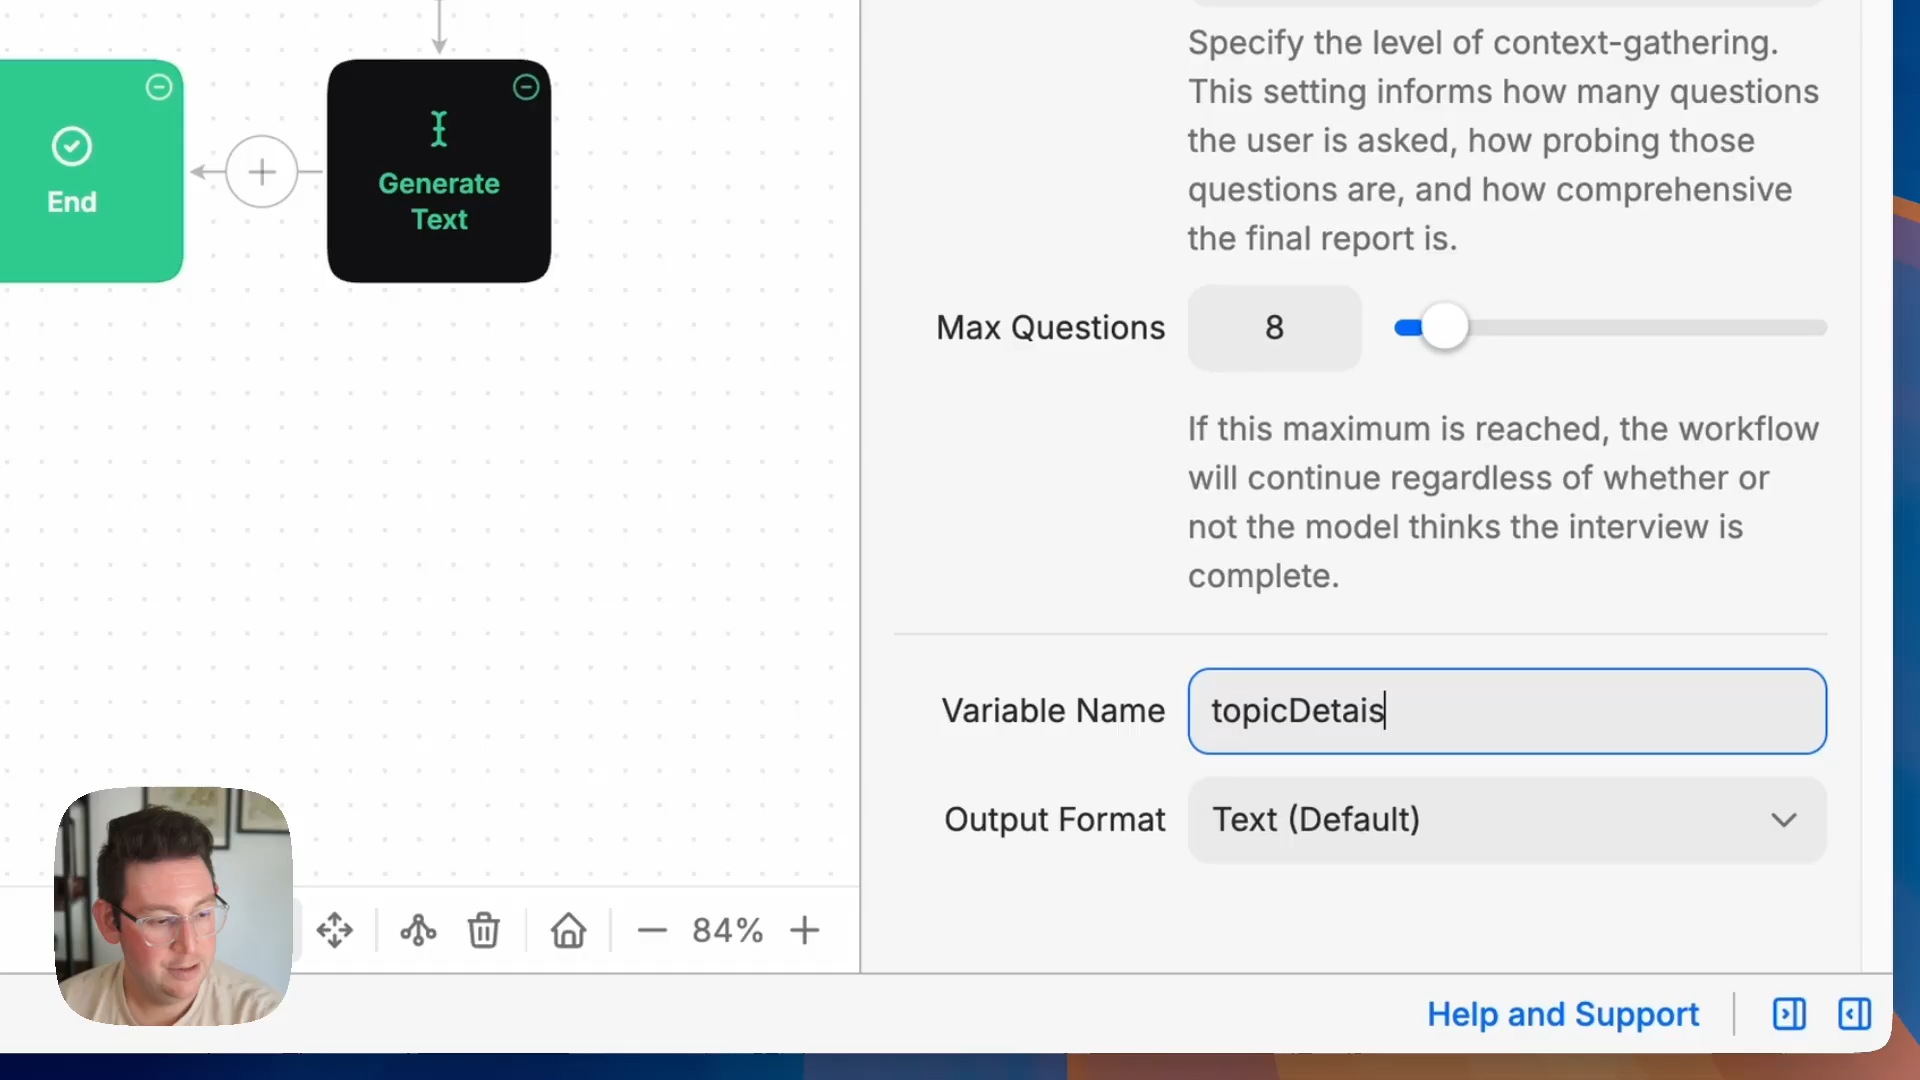 End
Generate
Text
Specify the level of context-gathering.
This setting informs how many questions
the user is asked, how probing those
questions are, and how comprehensive
the final report is.
Max Questions
8
If this maximum is reached, the workflow
will continue regardless of whether or
not the model thinks the interview is
complete.
Variable Name
topicDetais
Output Format
Text (Default)
84%
Help and Support